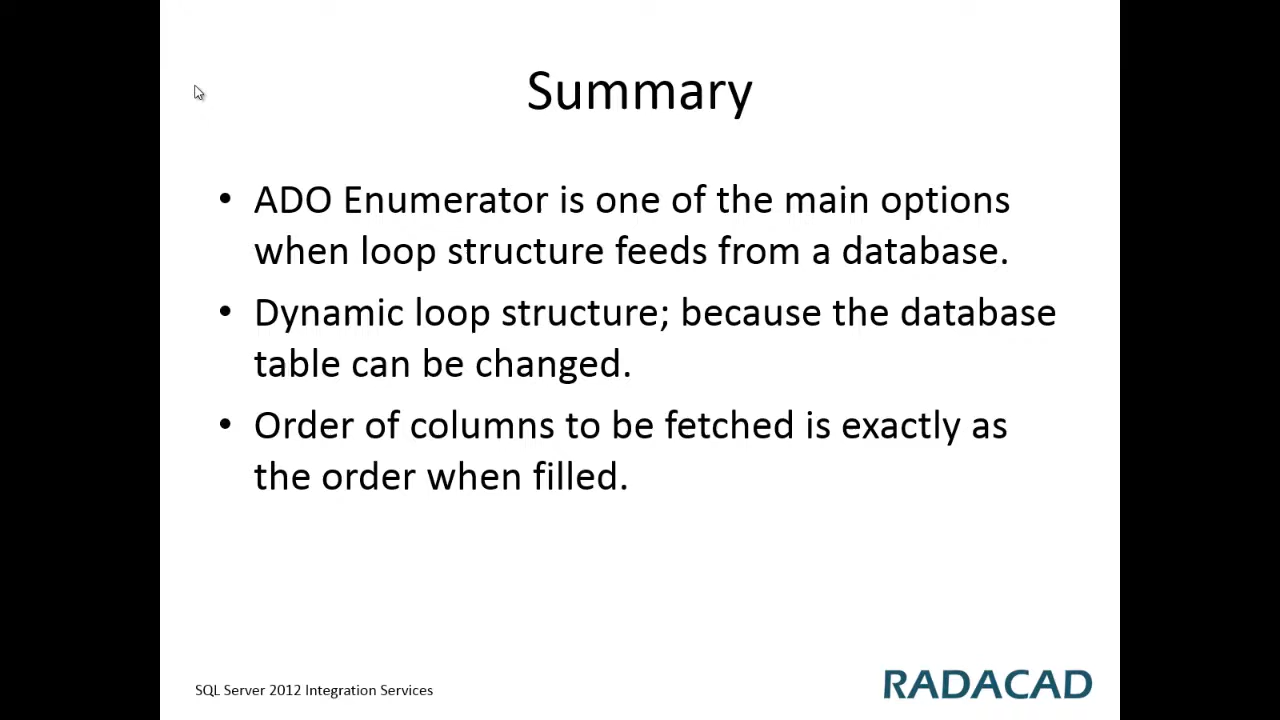 Summary
• ADO Enumerator is one of the main options
when loop structure feeds from a database.
• Dynamic loop structure; because the database
table can be changed.
• Order of columns to be fetched is exactly as
the order when filled.
SQL Server 2012 Integration Services
RADACAD